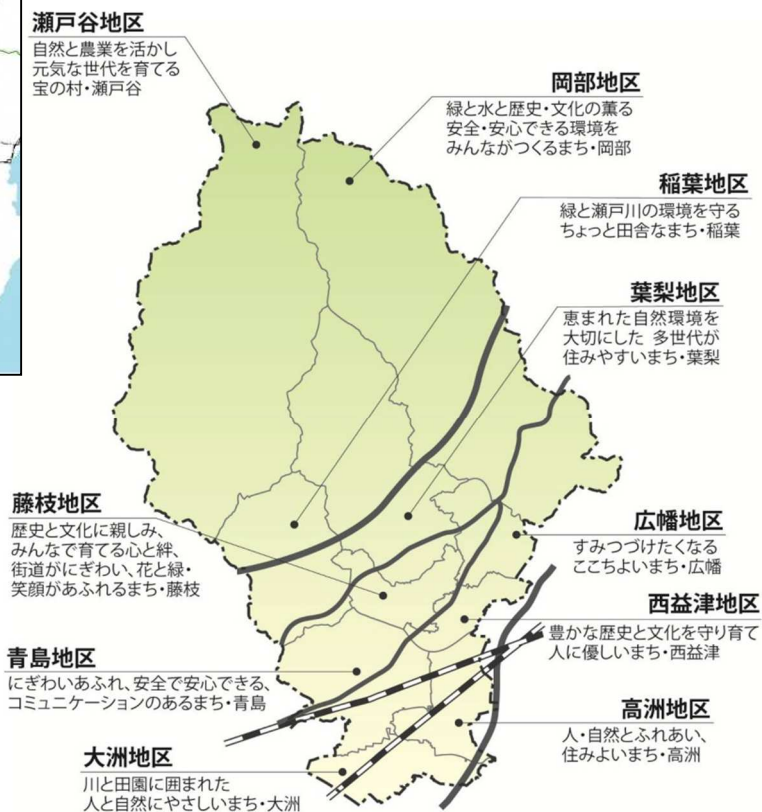 瀬戸谷地区
自然と農業を活かし
元気な世代を育てる
宝の村・瀬戸谷
岡部地区
緑と水と歴史・文化の薫る
安全・安心できる環境を
みんながつくるまち・岡部
稲葉地区
緑と瀬戸川の環境を守る
ちょっと田舎なまち・稲葉
葉梨地区
恵まれた自然環境を
大切にした 多世代が
住みやすいまち・葉梨
藤枝地区
歴史と文化に親しみ、
みんなで育てる心と絆、
街道がにぎわい、花と緑・
笑顔があふれるまち・藤枝
広幡地区
すみつづけたくなる
ここちよいまち・広幡
西益津地区
豊かな歴史と文化を守り育て
人に優しいまち・西益津
青島地区
にぎわいあふれ、安全で安心できる、
コミュニケーションのあるまち・青島
高洲地区
人・自然とふれあい、
住みよいまち・高洲
大洲地区
川と田園に囲まれた
人と自然にやさしいまち・大洲